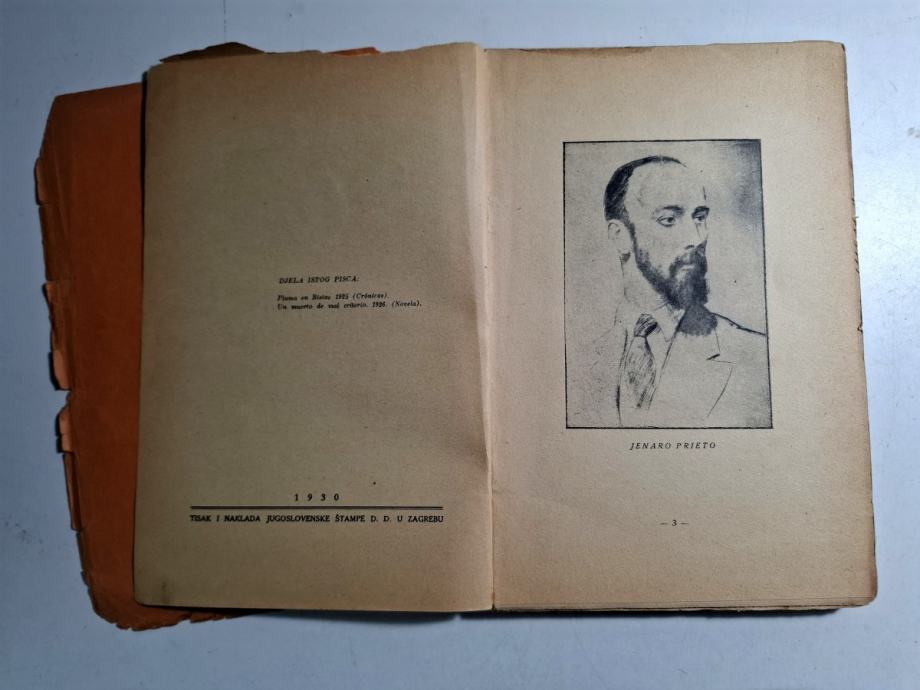 DJELA ISTOG PISCA:
Pluma en Ristre 1925 (Crónicas).
Un muerto de mal criterio. 1926. (Novela).
1930
TISAK I NAKLADA JUGOSLOVENSKE ŠTAMPE D. D. U ZAGREBU
JENARO PRIETO
— 3 —